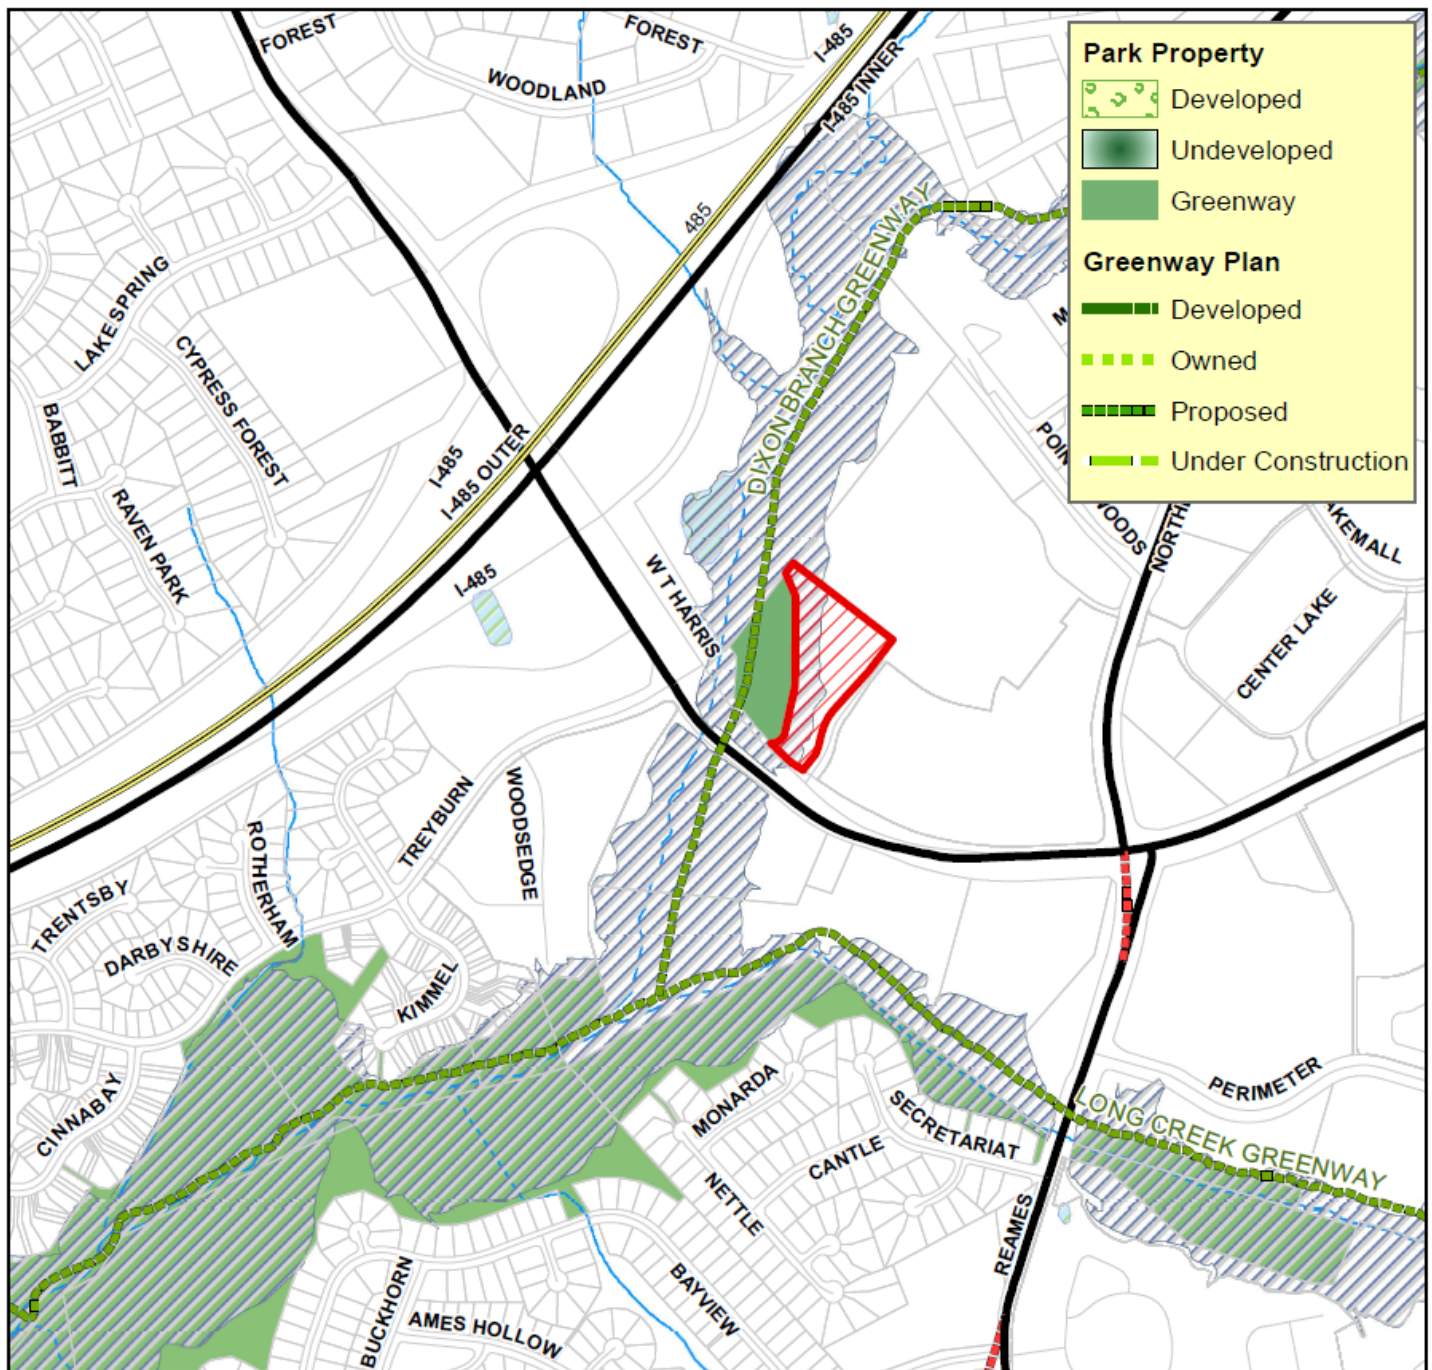 FOREST
FOREST
I-485
WOODLAND
I-485 INNER
Park Property
Developed
Undeveloped
Greenway
Greenway Plan
Developed
Owned
Proposed
Under Construction
485
DIXON BRANCH GREENWAY
LAKE SPRING
CYPRESS FOREST
BABBITT
RAVEN PARK
I-485
I-485 OUTER
I-485
W T HARRIS
WOODS
CENTER LAKE
TREYBURN
WOODSEDGE
ROTHERHAM
TRENTSBY
DARBYSHIRE
KIMMEL
CINNABAY
MONARDA
SECRETARIAT
CANTLE
NETTLE
PERIMETER
LONG CREEK GREENWAY
REAMES
BUCKHORN
AMES HOLLOW
BAYVIEW